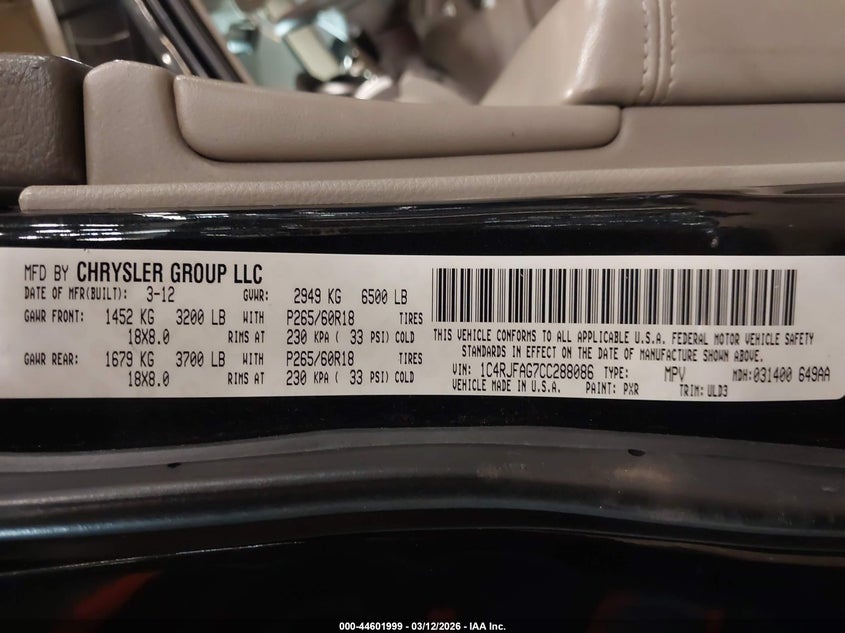 MFD BY CHRYSLER GROUP LLC
DATE OF MFR(BUILT): 3-12 GVWR: 2949 KG 6500 LB
GAWR FRONT: 1452 KG 3200 LB WITH P265/60R18 TIRES
18X8.0 RIMS AT 230 KPA ( 33 PSI) COLD
GAWR REAR: 1679 KG 3700 LB WITH P265/60R18 TIRES
18X8.0 RIMS AT 230 KPA ( 33 PSI) COLD
THIS VEHICLE CONFORMS TO ALL APPLICABLE U.S.A. FEDERAL MOTOR VEHICLE SAFETY
STANDARDS IN EFFECT ON THE DATE OF MANUFACTURE SHOWN ABOVE.
VIN: 1C4RJFAG7CC288086 TYPE: MPV MDH:031400 649AA
VEHICLE MADE IN U.S.A. PAINT: PXR TRIM:ULD3
000-44601999 — 03/12/2026 — IAA Inc.